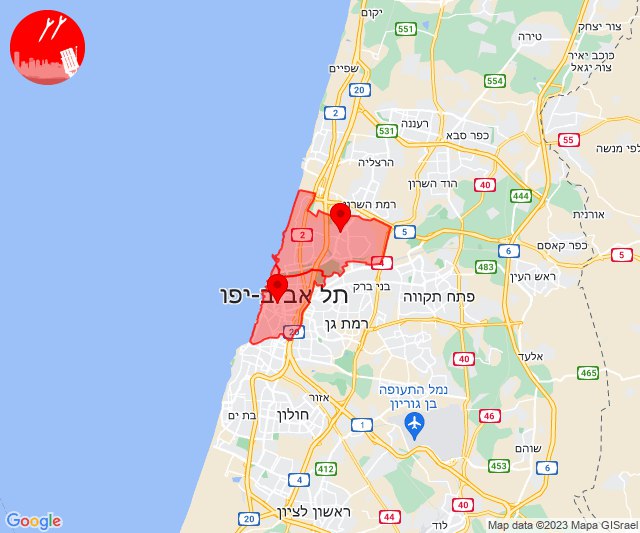 יקום
551
צור יצחק
טירה
כוכב יאיר
צור יגאל
שפיים
20
554
2
רעננה
531
כפר סבא
55
הרצליה
הוד השרון
40
444
רמת השרון
אורנית
2
5
6
כפר קאסם
5
4
483
ראש העין
בני ברק
תל אביב-יפו
פתח תקווה
רמת גן
20
40
אלעד
465
נמל התעופה
בן גוריון
אזור
חולון
46
בת ים
1
שוהם
412
453
6
4
40
ראשון לציון
44
לוד
Google
Map data ©2023 Mapa GISrael